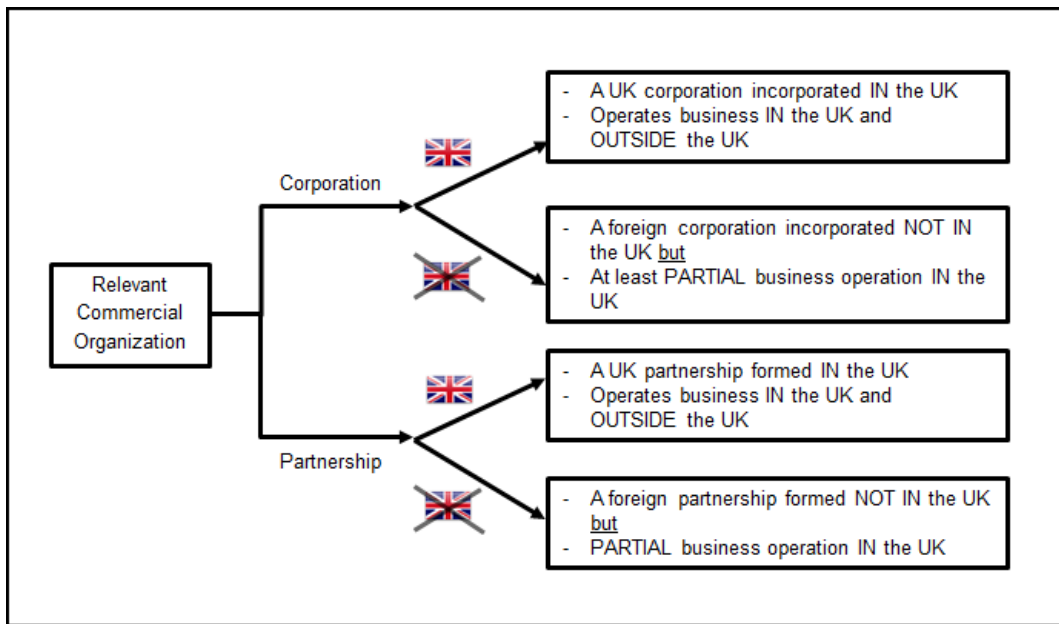 - A UK corporation incorporated IN the UK
- Operates business IN the UK and
OUTSIDE the UK
Corporation
- A foreign corporation incorporated NOT IN
the UK but
- At least PARTIAL business operation IN the
UK
Relevant
Commercial
Organization
- A UK partnership formed IN the UK
- Operates business IN the UK and
OUTSIDE the UK
Partnership
- A foreign partnership formed NOT IN the UK
but
- PARTIAL business operation IN the UK